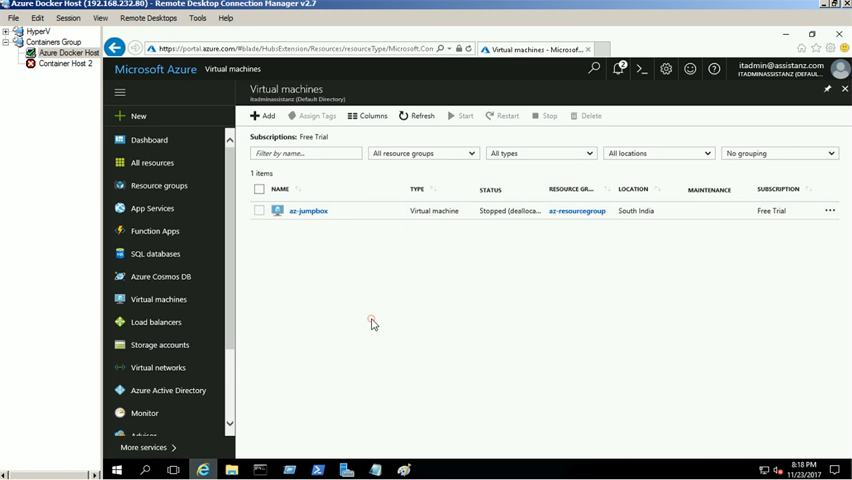 Azure Docker Host (192.168.232.80) - Remote Desktop Connection Manager v2.7
File Session View Remote Desktops Tools Help
HyperV
Containers Group
Azure Docker Host
Container Host 2
https://portal.azure.com/#blade/HubsExtension/Resources/resourceType/Microsoft.Con
Virtual machines - Microsof...
Microsoft Azure Virtual machines
2
itadmin@assistanz.com
ITADMINASSISTANZ (DEFAUL...
New
Dashboard
All resources
Resource groups
App Services
Function Apps
SQL databases
Azure Cosmos DB
Virtual machines
Load balancers
Storage accounts
Virtual networks
Azure Active Directory
Monitor
Advisor
More services
Virtual machines
itadminassistanz (Default Directory)
Add Assign Tags Columns Refresh Start Restart Stop Delete
Subscriptions: Free Trial
Filter by name... All resource groups All types All locations No grouping
1 items
NAME TYPE STATUS RESOURCE GR... LOCATION MAINTENANCE SUBSCRIPTION
az-jumpbox Virtual machine Stopped (dealloca... az-resourcegroup South India Free Trial ...
8:18 PM
11/23/2017